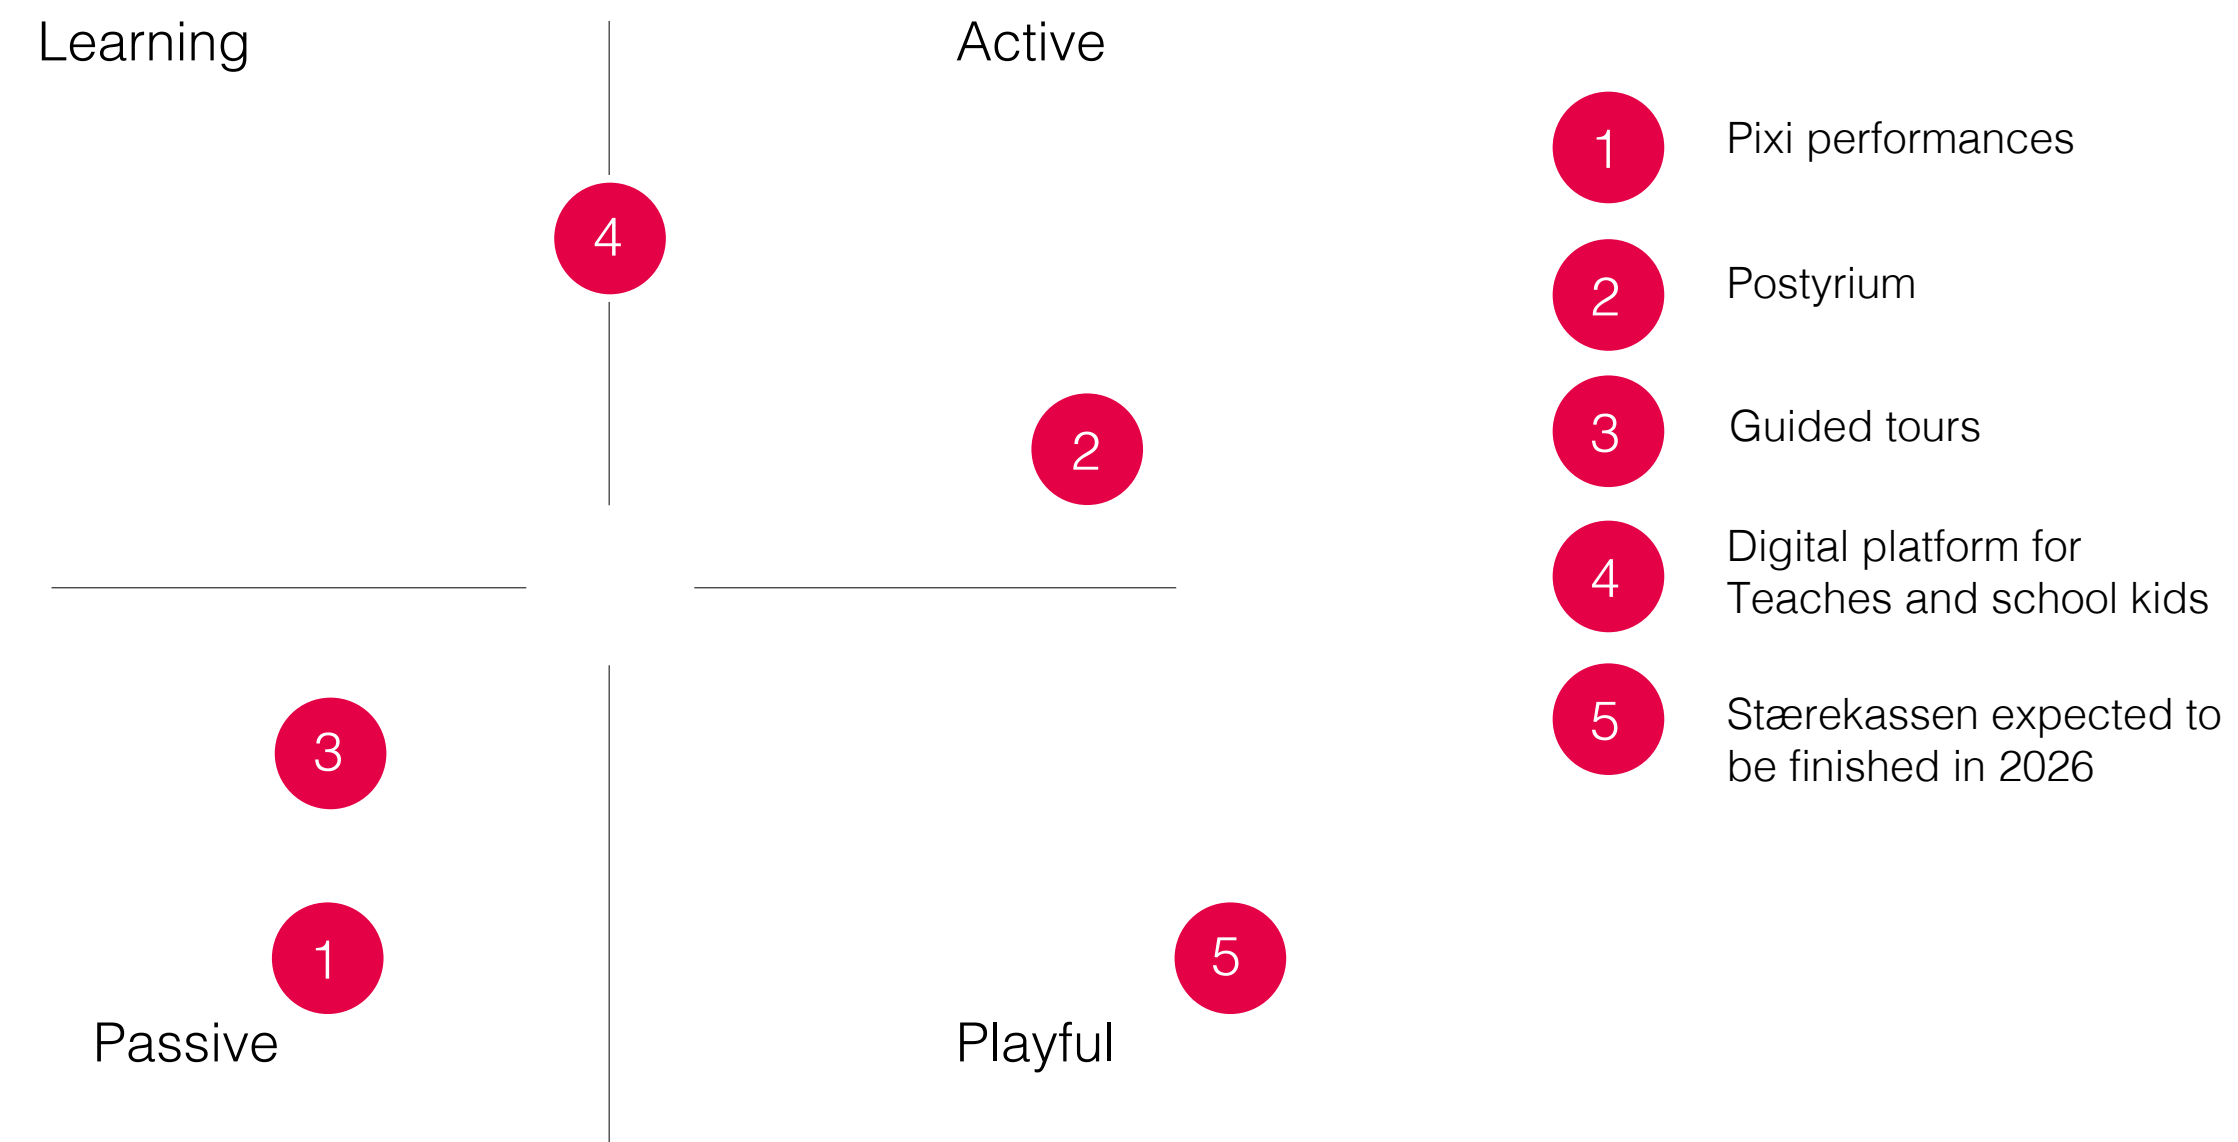 Learning
Active
4
2
3
1
5
Passive
Playful
1
Pixi performances
2
Postyrium
3
Guided tours
4
Digital platform for
Teaches and school kids
5
Stærekassen expected to
be finished in 2026